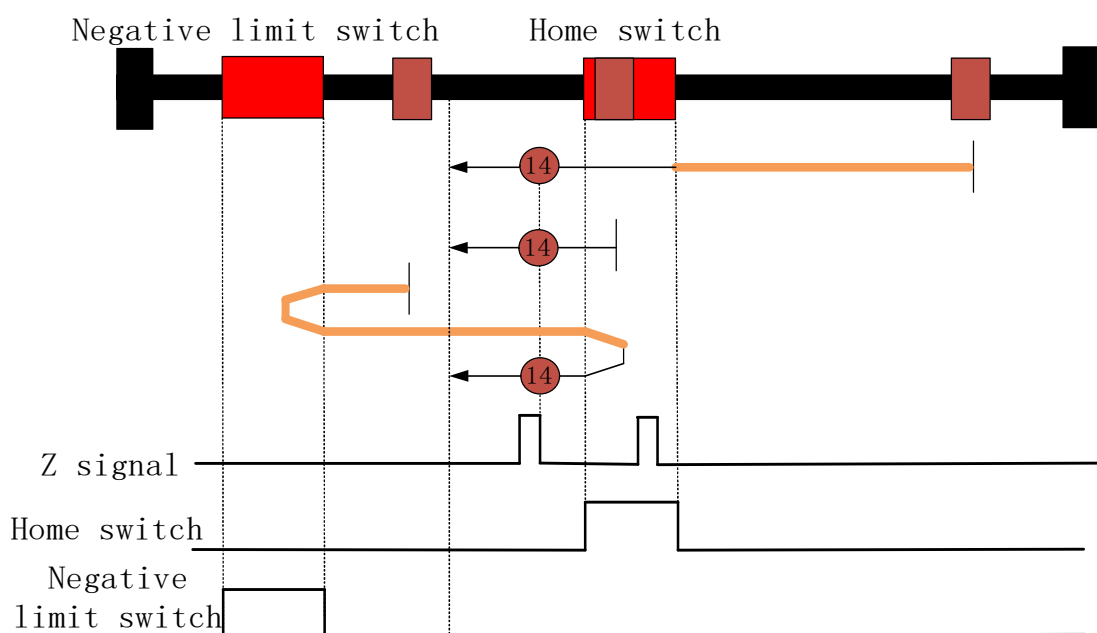 Negative limit switch
Home switch
14
14
14
Z signal
Home switch
Negative
limit switch